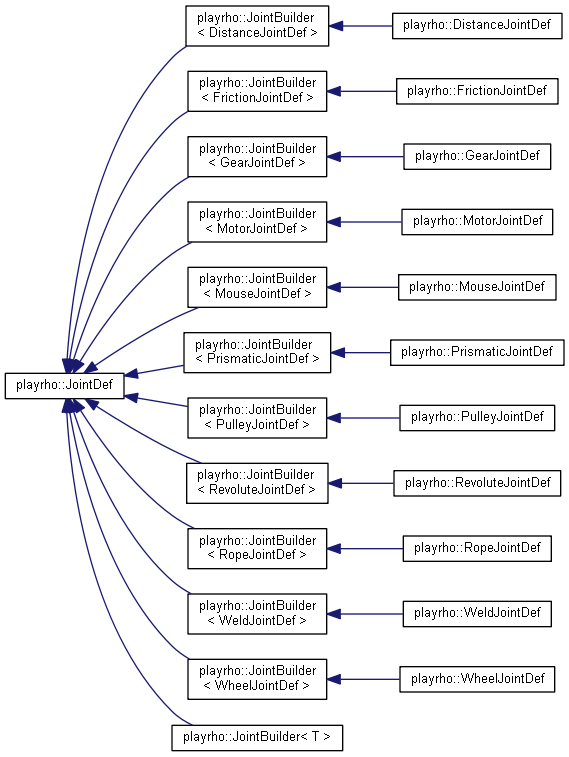 playrho::JointBuilder
< DistanceJointDef >
playrho::DistanceJointDef
playrho::JointBuilder
< FrictionJointDef >
playrho::FrictionJointDef
playrho::JointBuilder
< GearJointDef >
playrho::GearJointDef
playrho::JointBuilder
< MotorJointDef >
playrho::MotorJointDef
playrho::JointBuilder
< MouseJointDef >
playrho::MouseJointDef
playrho::JointBuilder
< PrismaticJointDef >
playrho::PrismaticJointDef
playrho::JointDef
playrho::JointBuilder
< PulleyJointDef >
playrho::PulleyJointDef
playrho::JointBuilder
< RevoluteJointDef >
playrho::RevoluteJointDef
playrho::JointBuilder
< RopeJointDef >
playrho::RopeJointDef
playrho::JointBuilder
< WeldJointDef >
playrho::WeldJointDef
playrho::JointBuilder
< WheelJointDef >
playrho::WheelJointDef
playrho::JointBuilder< T >